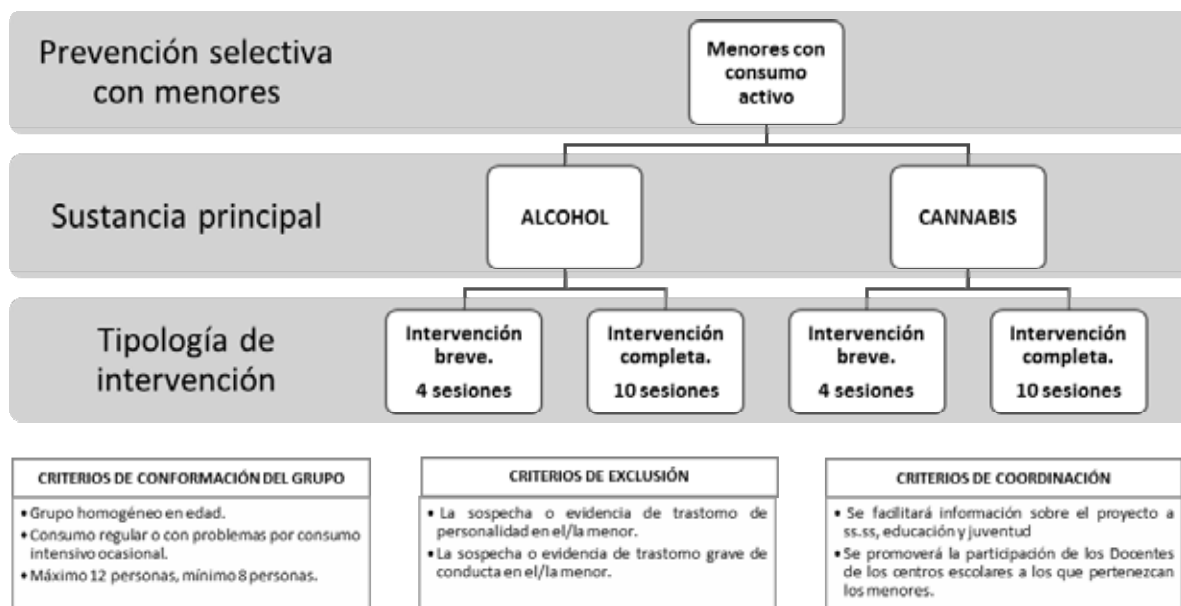 Prevención selectiva
con menores
Menores con
consumo
activo
Sustancia principal
ALCOHOL
CANNABIS
Tipología de
intervención
Intervención
breve.
4 sesiones
Intervención
completa.
10 sesiones
Intervención
breve.
4 sesiones
Intervención
completa.
10 sesiones
CRITERIOS DE CONFORMACIÓN DEL GRUPO
• Grupo homogéneo en edad.
• Consumo regular o con problemas por consumo
intensivo ocasional.
• Máximo 12 personas, mínimo 8 personas.
CRITERIOS DE EXCLUSIÓN
• La sospecha o evidencia de trastorno de
personalidad en el/la menor.
• La sospecha o evidencia de trastorno grave de
conducta en el/la menor.
CRITERIOS DE COORDINACIÓN
• Se facilitará información sobre el proyecto a
ss.ss, educación y juventud
• Se promoverá la participación de los Docentes
de los centros escolares a los que pertenezcan
los menores.